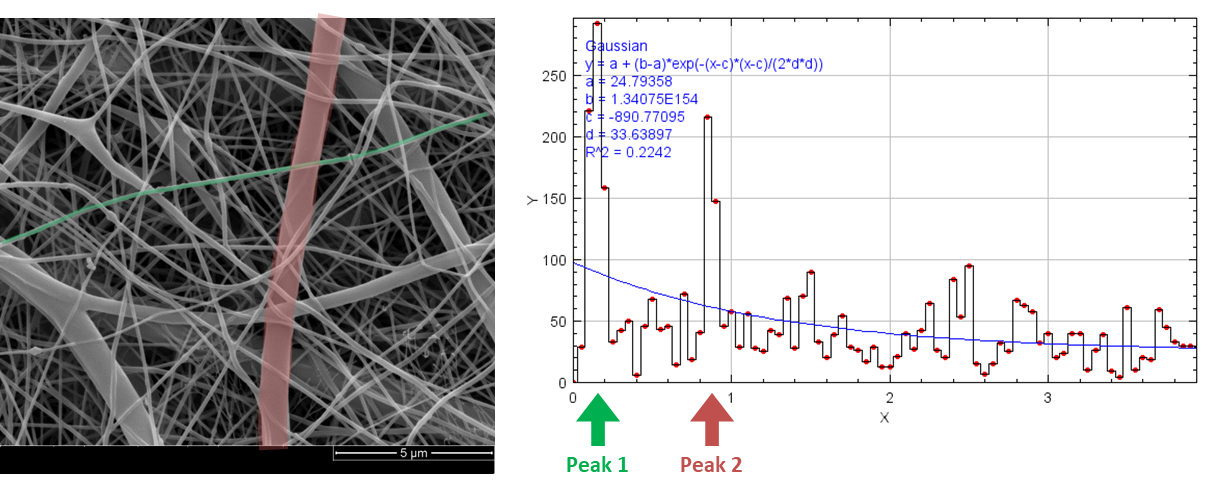 5 µm
Gaussian
y = a + (b-a)*exp(-(x-c)*(x-c)/(2*d*d))
a = 24.79358
b = 1.34075E154
c = -890.77095
d = 33.63897
R^2 = 0.2242
250
200
150
100
50
0
Y
0 1 2 3
X
Peak 1 Peak 2